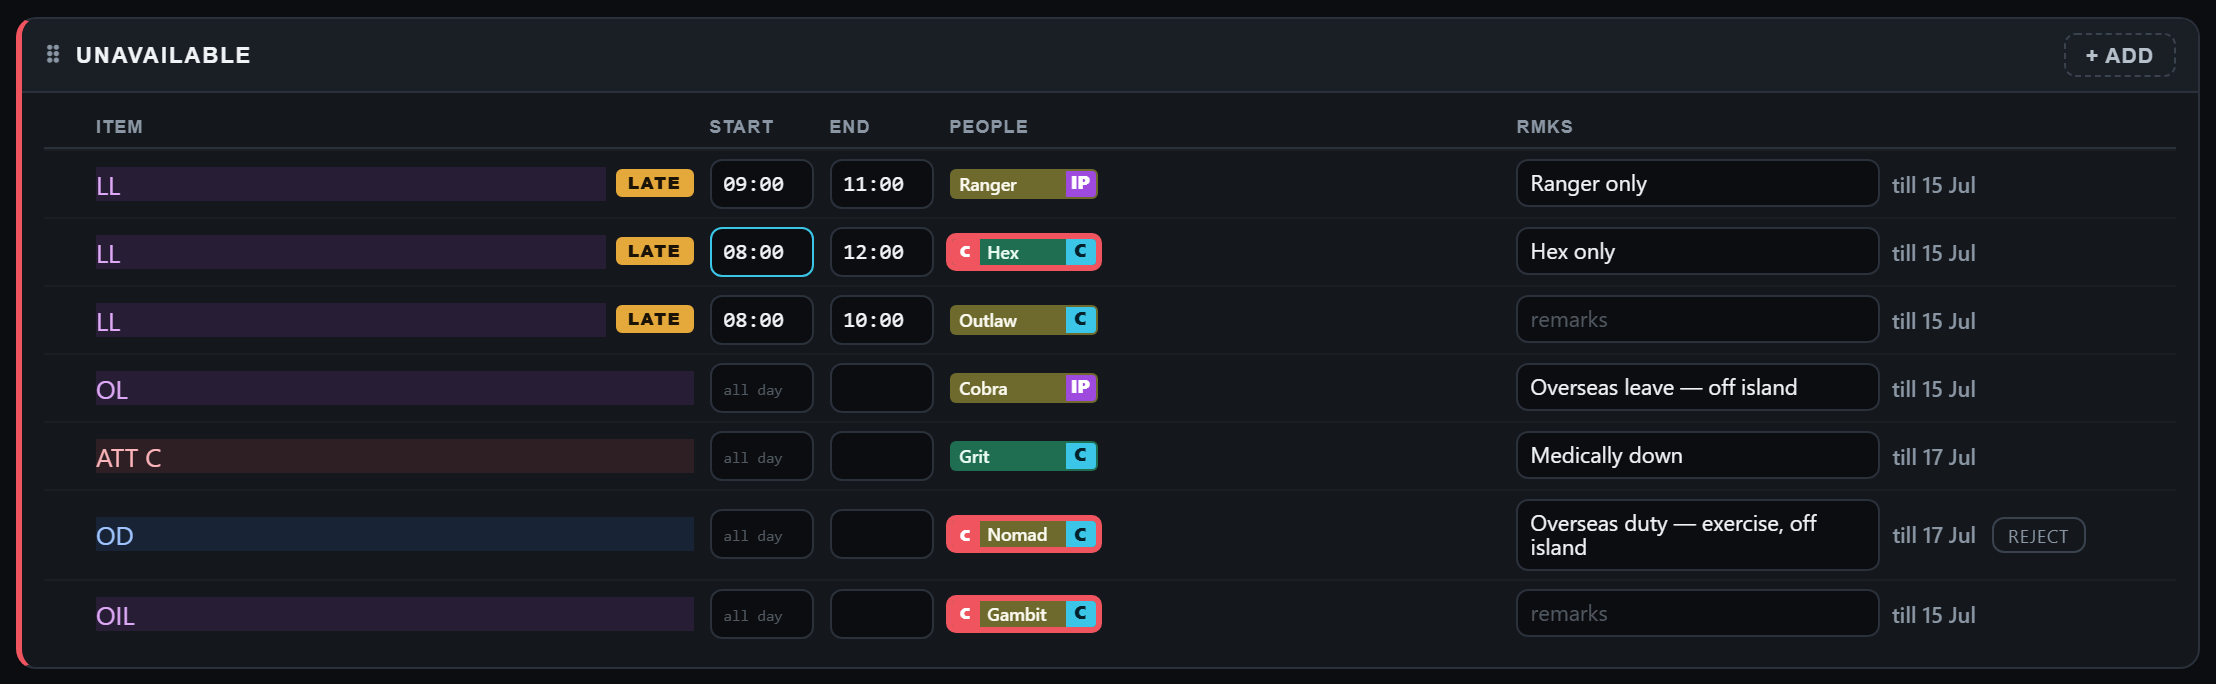 UNAVAILABLE
+ ADD
ITEM START END PEOPLE RMKS
LL LATE 09:00 11:00 Ranger IP Ranger only till 15 Jul
LL LATE 08:00 12:00 C Hex C Hex only till 15 Jul
LL LATE 08:00 10:00 Outlaw C remarks till 15 Jul
OL all day Cobra IP Overseas leave — off island till 15 Jul
ATT C all day Grit C Medically down till 17 Jul
OD all day C Nomad C Overseas duty — exercise, off
island till 17 Jul REJECT
OIL all day C Gambit C remarks till 15 Jul